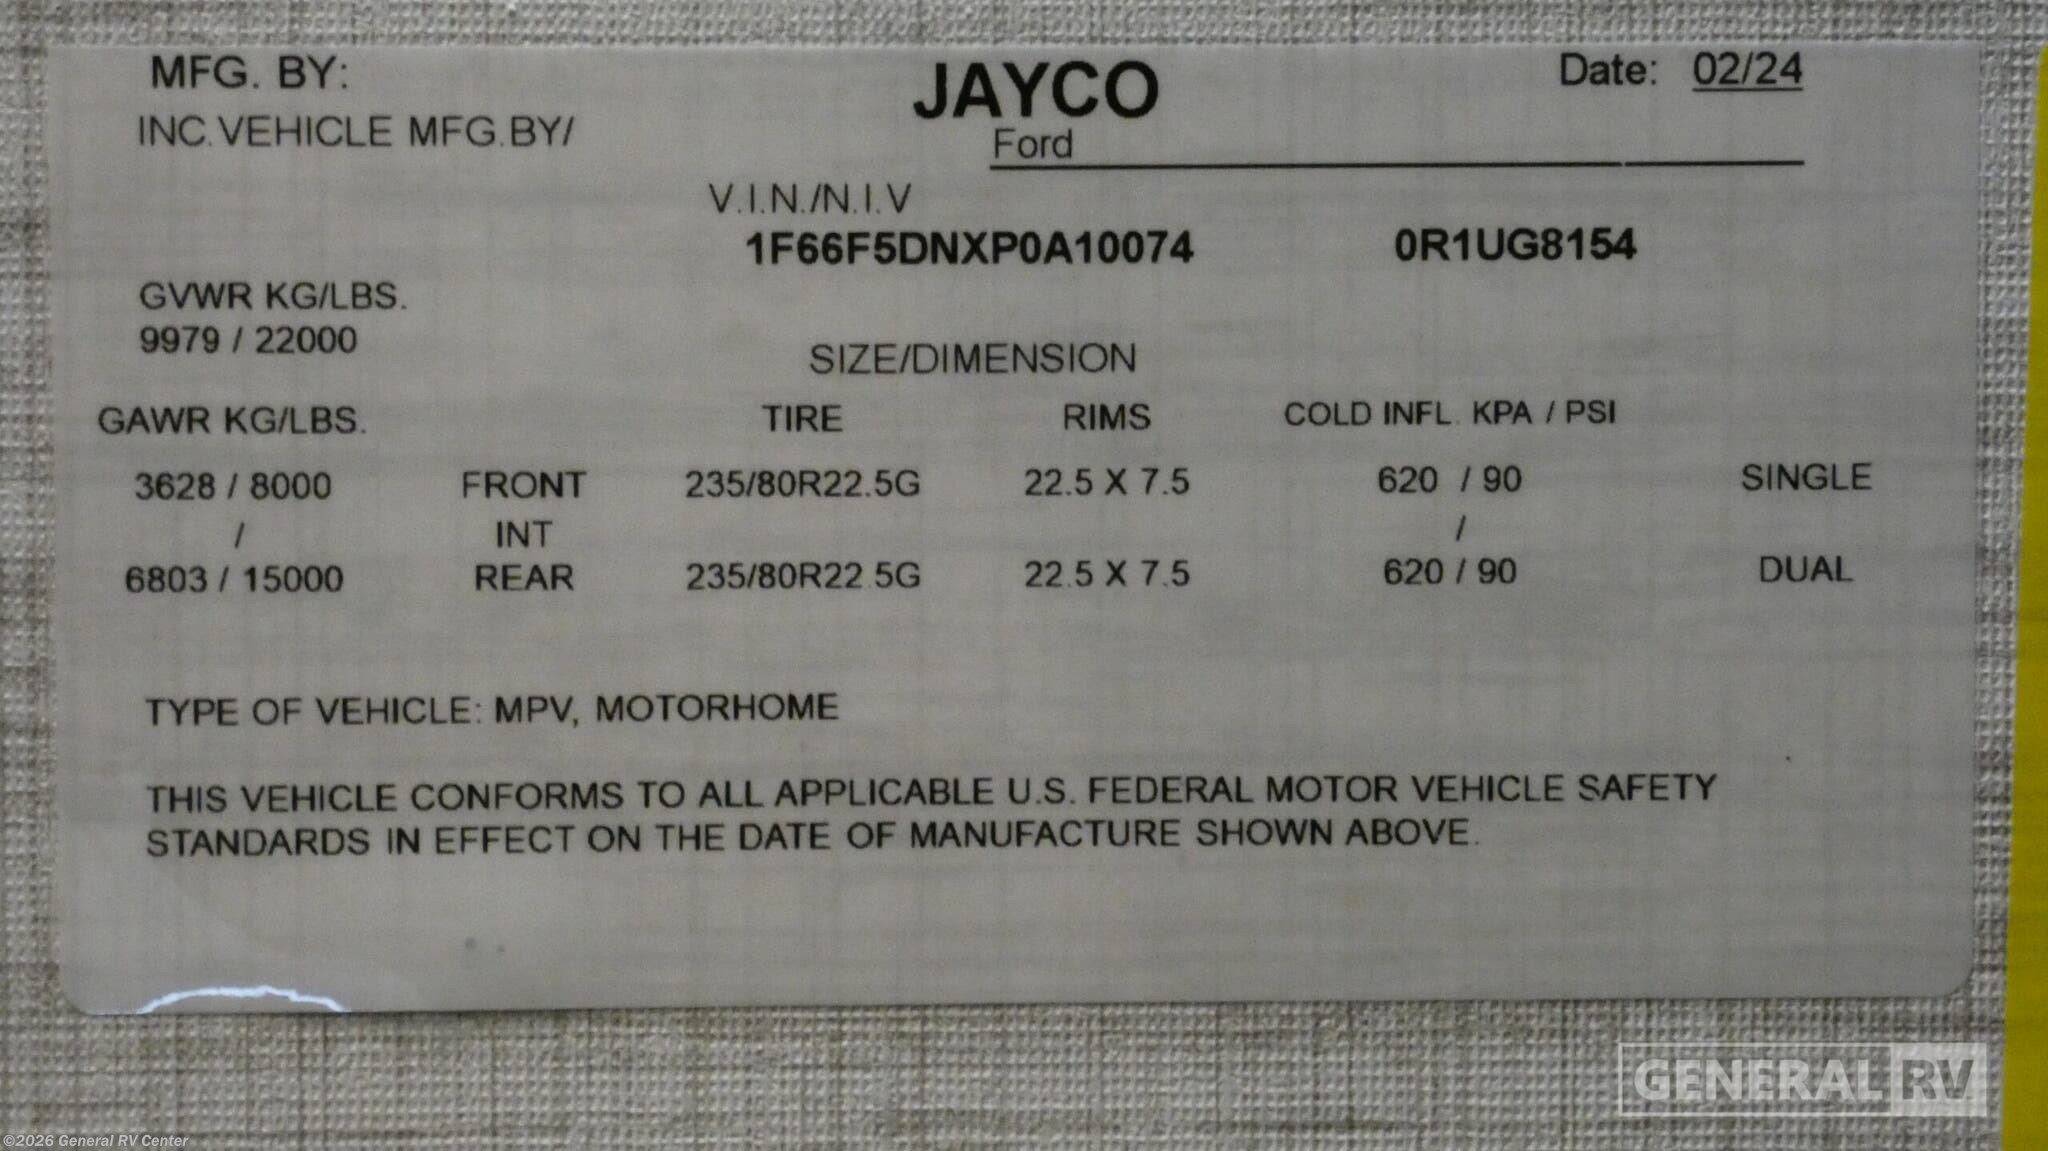 MFG. BY: JAYCO Date: 02/24
INC.VEHICLE MFG.BY/ Ford
V.I.N./N.I.V
1F66F5DNXP0A10074 0R1UG8154
GVWR KG/LBS.
9979 / 22000
SIZE/DIMENSION
GAWR KG/LBS. TIRE RIMS COLD INFL. KPA / PSI
3628 / 8000 FRONT 235/80R22.5G 22.5 X 7.5 620 / 90 SINGLE
/ INT /
6803 / 15000 REAR 235/80R22.5G 22.5 X 7.5 620 / 90 DUAL
TYPE OF VEHICLE: MPV, MOTORHOME
THIS VEHICLE CONFORMS TO ALL APPLICABLE U.S. FEDERAL MOTOR VEHICLE SAFETY
STANDARDS IN EFFECT ON THE DATE OF MANUFACTURE SHOWN ABOVE.
GENERAL RV
©2026 General RV Center